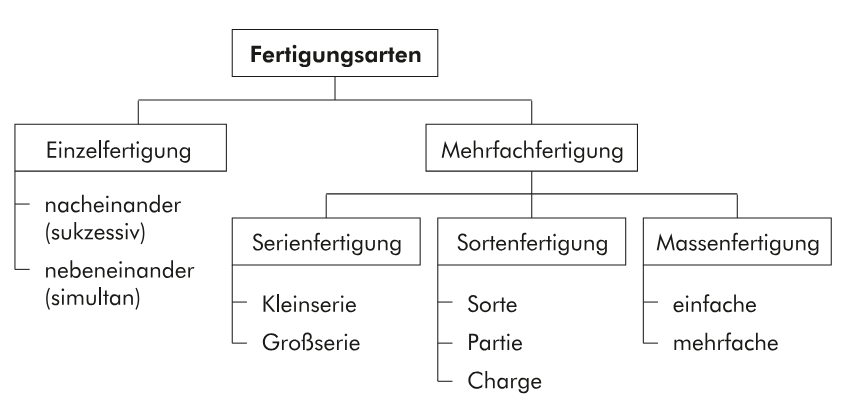 Fertigungsarten
Einzelfertigung
nacheinander
(sukzessiv)
nebeneinander
(simultan)
Mehrfachfertigung
Serienfertigung
Kleinserie
Großserie
Sortenfertigung
Sorte
Partie
Charge
Massenfertigung
einfache
mehrfache